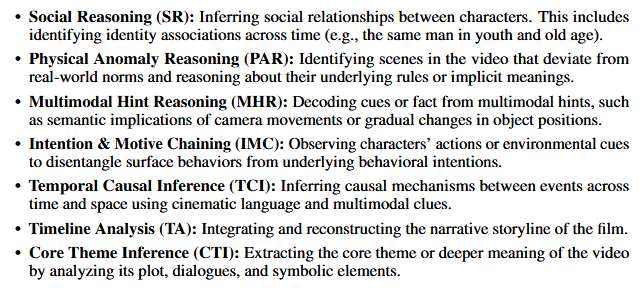 • Social Reasoning (SR): Inferring social relationships between characters. This includes
identifying identity associations across time (e.g., the same man in youth and old age).
• Physical Anomaly Reasoning (PAR): Identifying scenes in the video that deviate from
real-world norms and reasoning about their underlying rules or implicit meanings.
• Multimodal Hint Reasoning (MHR): Decoding cues or fact from multimodal hints, such
as semantic implications of camera movements or gradual changes in object positions.
• Intention & Motive Chaining (IMC): Observing characters' actions or environmental cues
to disentangle surface behaviors from underlying behavioral intentions.
• Temporal Causal Inference (TCI): Inferring causal mechanisms between events across
time and space using cinematic language and multimodal clues.
• Timeline Analysis (TA): Integrating and reconstructing the narrative storyline of the film.
• Core Theme Inference (CTI): Extracting the core theme or deeper meaning of the video
by analyzing its plot, dialogues, and symbolic elements.